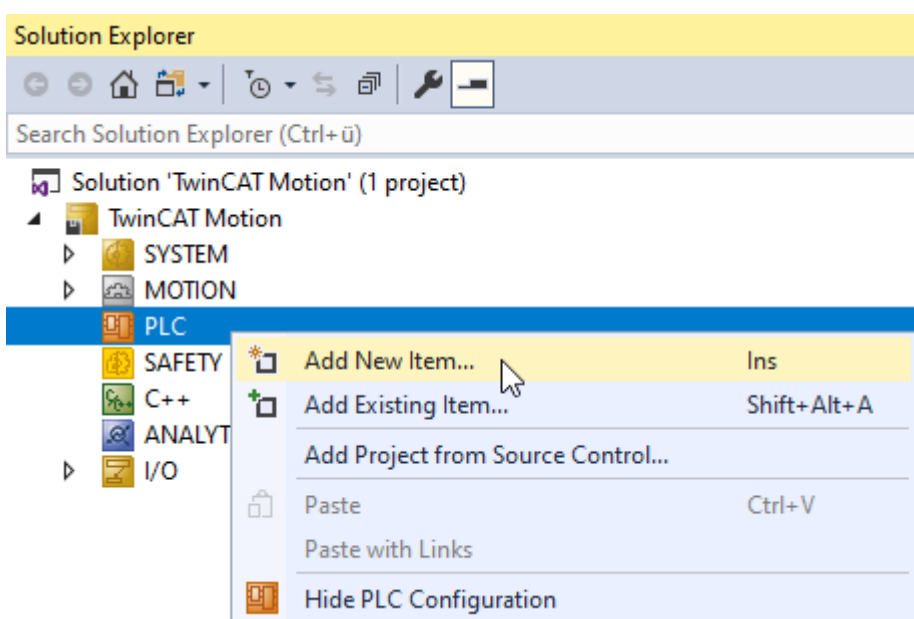 Solution Explorer
Search Solution Explorer (Ctrl+ü)
Solution 'TwinCAT Motion' (1 project)
TwinCAT Motion
SYSTEM
MOTION
PLC
SAFETY
C++
ANALYT
I/O
Add New Item... Ins
Add Existing Item... Shift+Alt+A
Add Project from Source Control...
Paste Ctrl+V
Paste with Links
Hide PLC Configuration